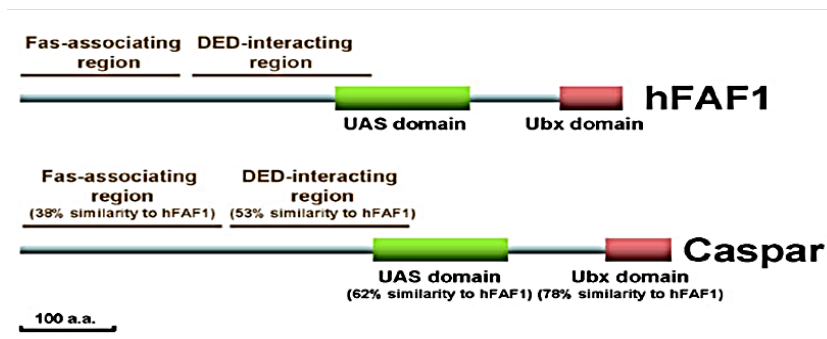 Fas-associating
region
DED-interacting
region
hFAF1
UAS domain
Ubx domain
Fas-associating
region
(38% similarity to hFAF1)
DED-interacting
region
(53% similarity to hFAF1)
Caspar
UAS domain
(62% similarity to hFAF1)
Ubx domain
(78% similarity to hFAF1)
100 a.a.